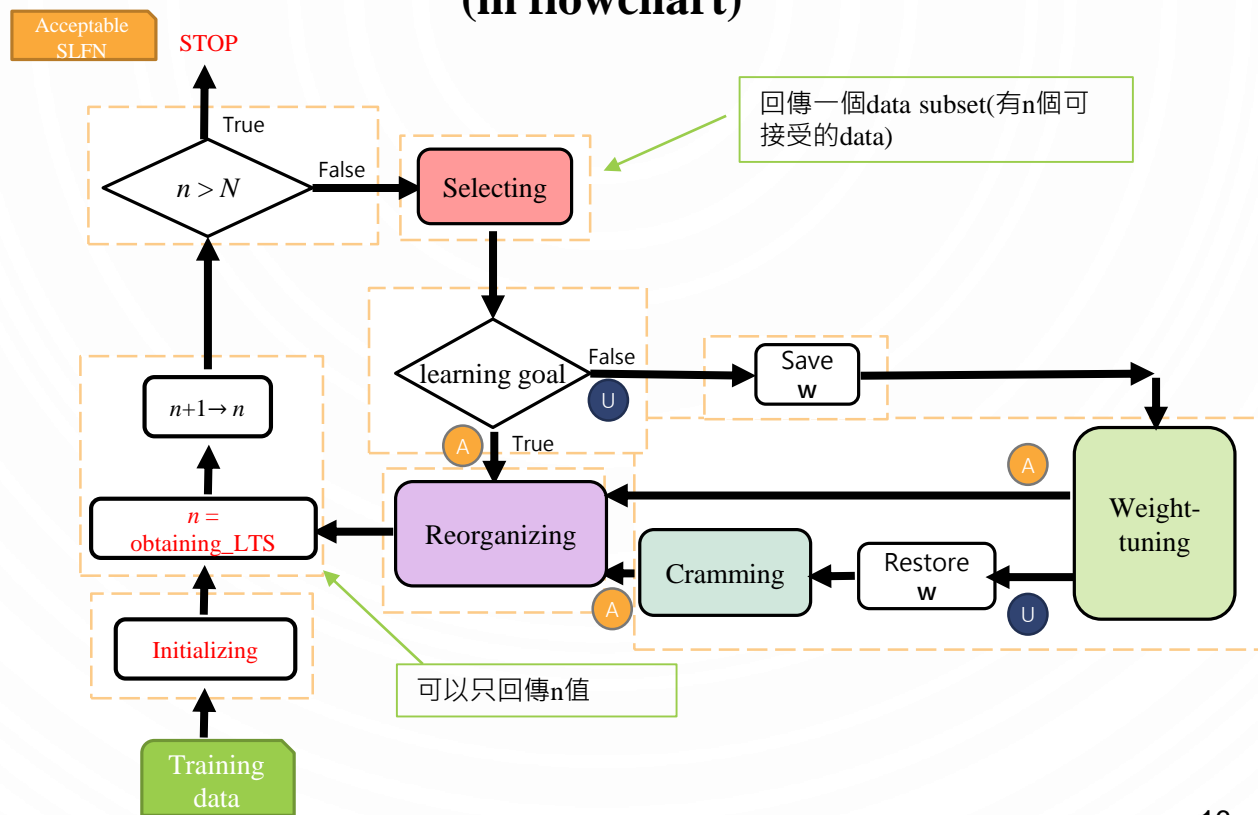 (in flowchart)
Acceptable
SLFN
STOP
True
n > N
False
Selecting
回傳一個data subset(有n個可
接受的data)
learning goal
False
U
Save
w
A
True
n+1→ n
n =
obtaining_LTS
Reorganizing
A
Weight-
tuning
Cramming
Restore
w
A
U
Initializing
可以只回傳n值
Training
data